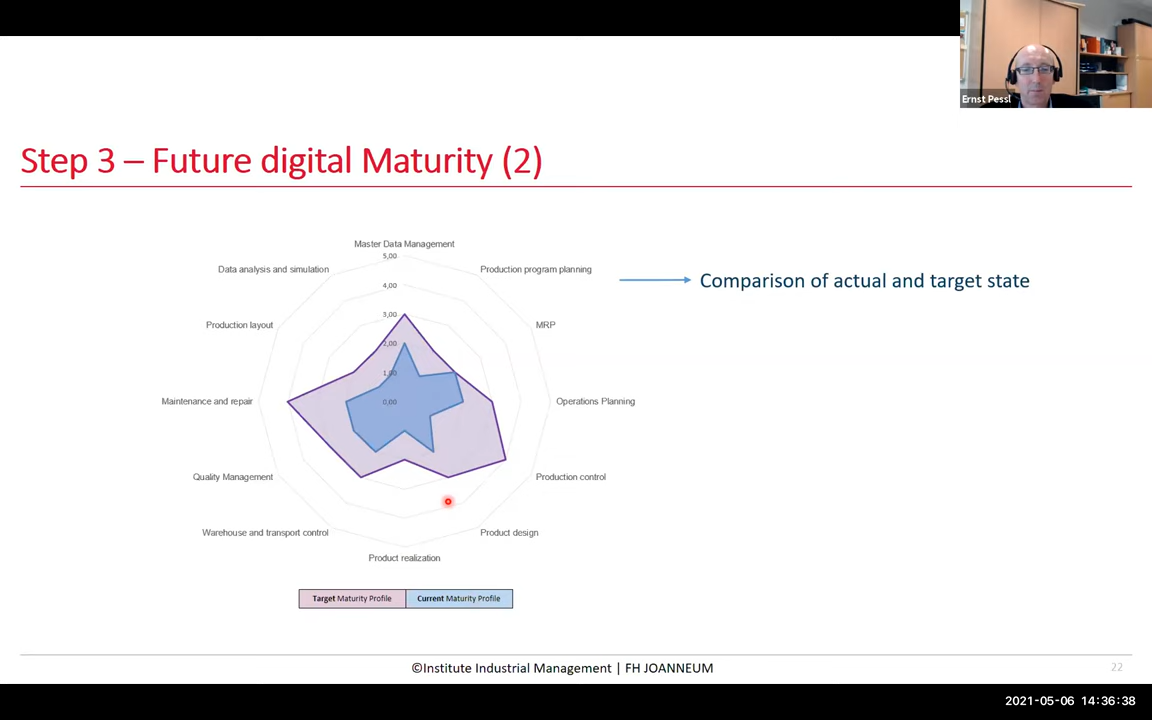 Ernst Pessl
Step 3 – Future digital Maturity (2)
Master Data Management
5,00
Data analysis and simulation
Production program planning
4,00
Comparison of actual and target state
3,00
Production layout
MRP
2,00
1,00
Maintenance and repair
0,00
Operations Planning
Quality Management
Production control
Warehouse and transport control
Product design
Product realization
Target Maturity Profile
Current Maturity Profile
©Institute Industrial Management | FH JOANNEUM
22
2021-05-06 14:36:38